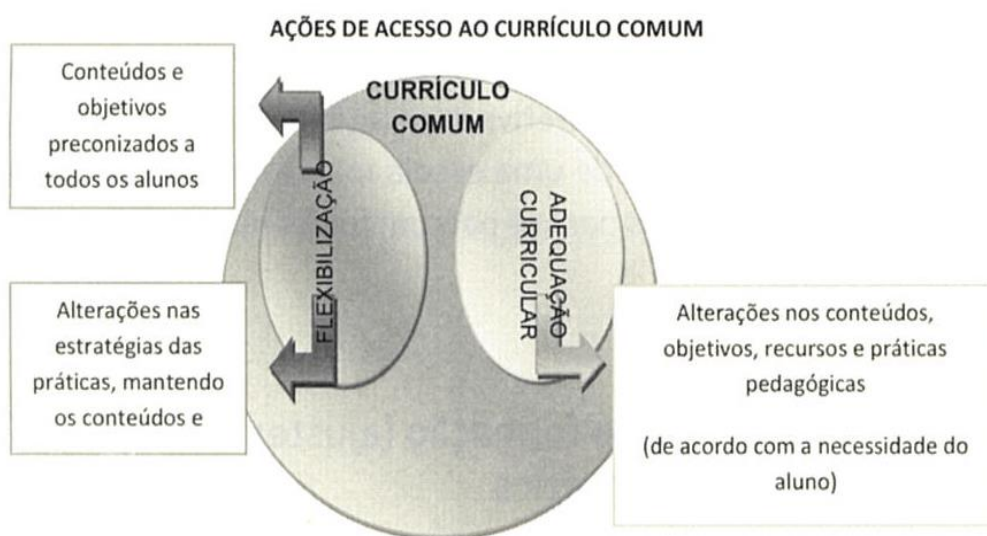 AÇÕES DE ACESSO AO CURRÍCULO COMUM
Conteúdos e
objetivos
preconizados a
todos os alunos
CURRÍCULO
COMUM
FLEXIBILIZAÇÃO
ADEQUAÇÃO
CURRICULAR
Alterações nas
estratégias das
práticas, mantendo
os conteúdos e
Alterações nos conteúdos,
objetivos, recursos e práticas
pedagógicas
(de acordo com a necessidade do
aluno)